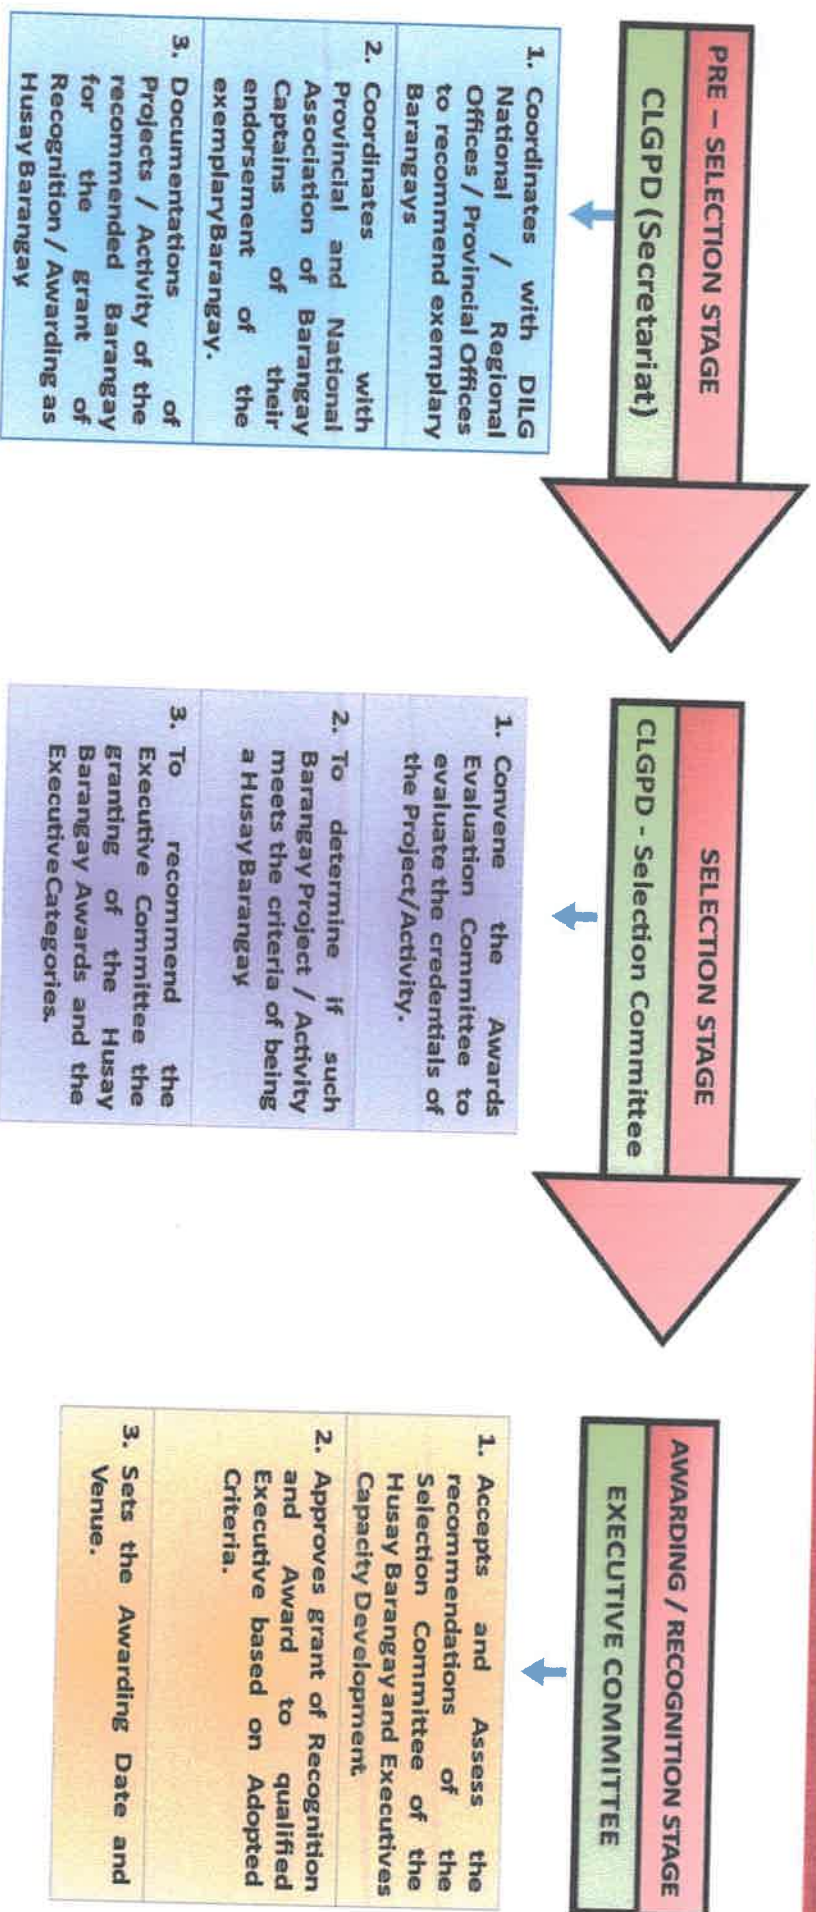 PRE – SELECTION STAGE
CLGPD (Secretariat)
1. Coordinates with DILG
National / Regional
Offices / Provincial Offices
to recommend exemplary
Barangays
2. Coordinates with
Provincial and National
Association of Barangay
Captains of their
endorsement of the
exemplary Barangay.
3. Documentations of
Projects / Activity of the
recommended Barangay
for the grant of
Recognition / Awarding as
Husay Barangay
SELECTION STAGE
CLGPD - Selection Committee
1. Convene the Awards
Evaluation Committee to
evaluate the credentials of
the Project/Activity.
2. To determine if such
Barangay Project / Activity
meets the criteria of being
a Husay Barangay
3. To recommend the
Executive Committee the
granting of the Husay
Barangay Awards and the
Executive Categories.
AWARDING / RECOGNITION STAGE
EXECUTIVE COMMITTEE
1. Accepts and Assess the
recommendations of the
Selection Committee of the
Husay Barangay and Executives
Capacity Development
2. Approves grant of Recognition
and Award to qualified
Executive based on Adopted
Criteria.
3. Sets the Awarding Date and
Venue.